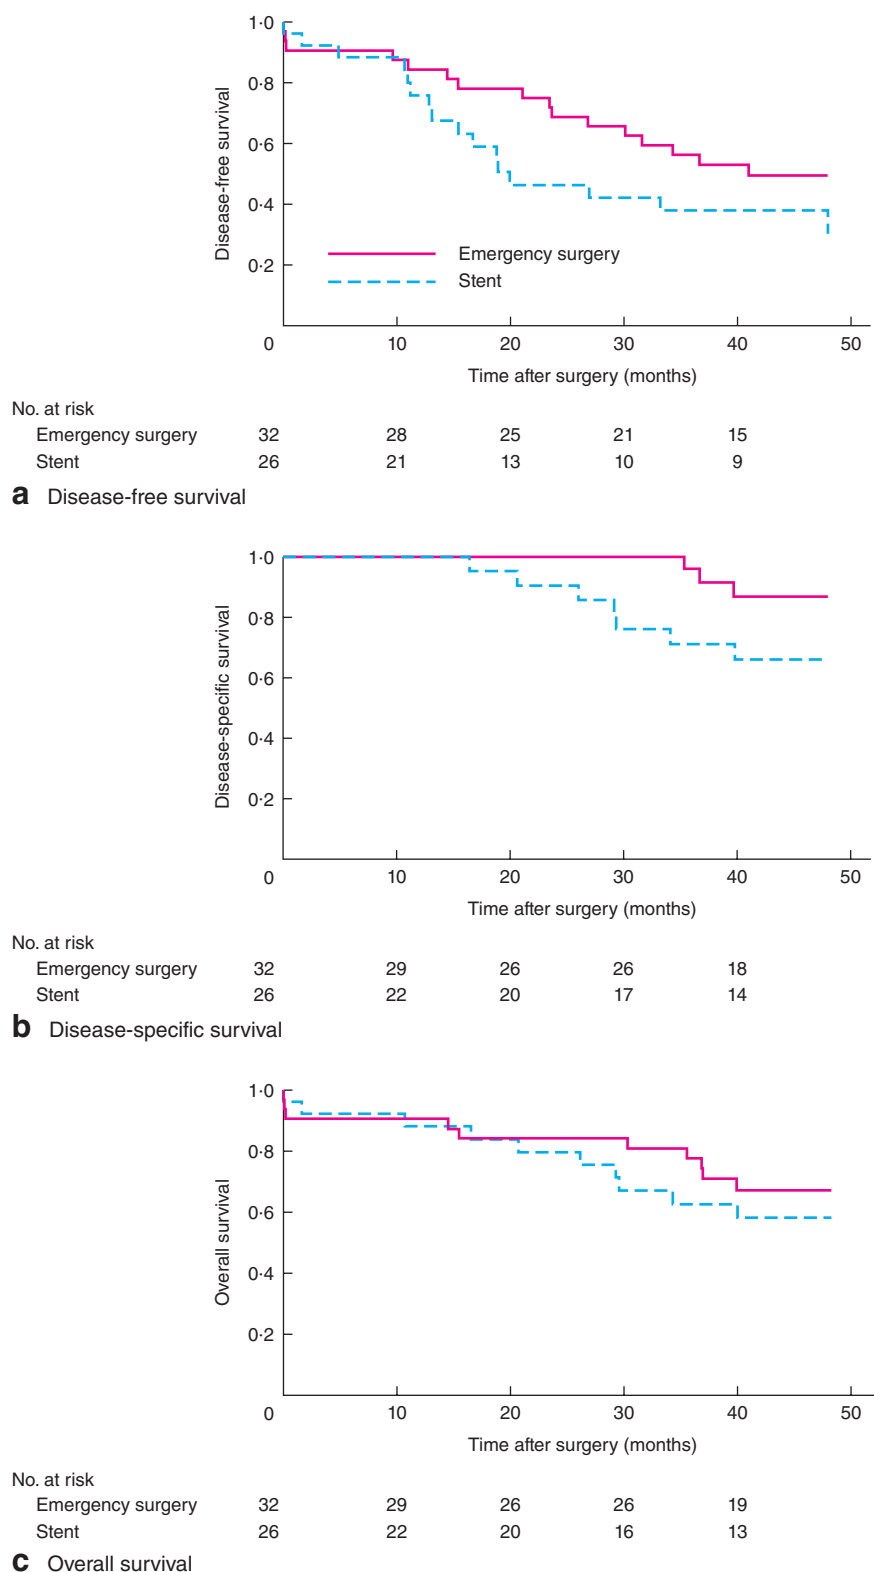 1·0
0·8
0·6
0·4
0·2
Disease-free survival
Emergency surgery
Stent
0 10 20 30 40 50
Time after surgery (months)
No. at risk
Emergency surgery 32 28 25 21 15
Stent 26 21 13 10 9
a Disease-free survival
1·0
0·8
0·6
0·4
0·2
Disease-specific survival
0 10 20 30 40 50
Time after surgery (months)
No. at risk
Emergency surgery 32 29 26 26 18
Stent 26 22 20 17 14
b Disease-specific survival
1·0
0·8
0·6
0·4
0·2
Overall survival
0 10 20 30 40 50
Time after surgery (months)
No. at risk
Emergency surgery 32 29 26 26 19
Stent 26 22 20 16 13
c Overall survival